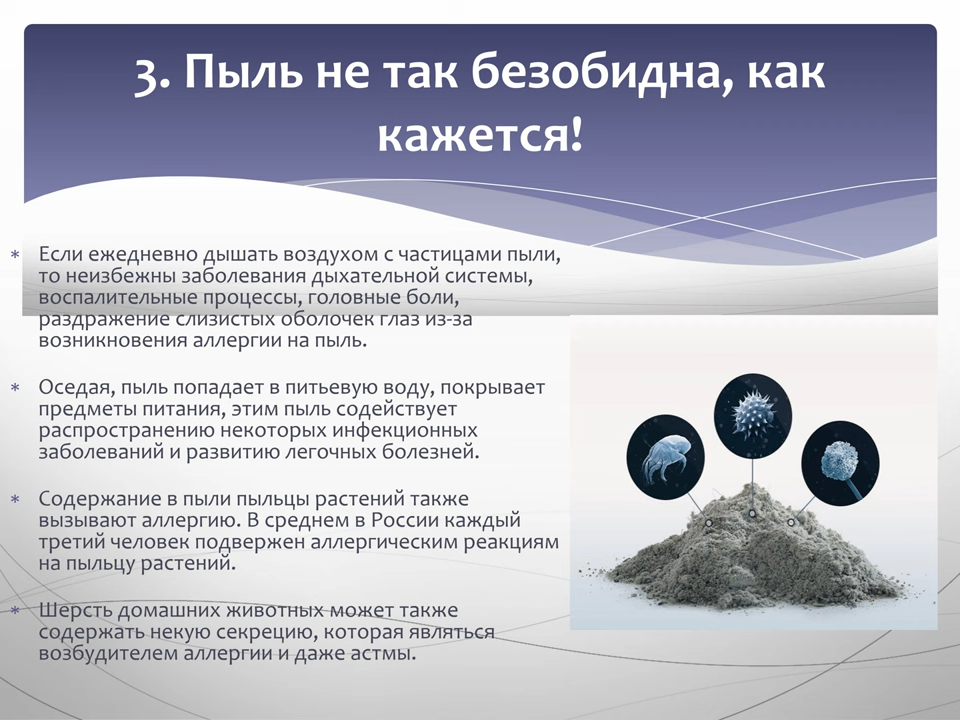 3. Пыль не так безобидна, как
кажется!
Если ежедневно дышать воздухом с частицами пыли,
то неизбежны заболевания дыхательной системы,
воспалительные процессы, головные боли,
раздражение слизистых оболочек глаз из-за
возникновения аллергии на пыль.
Оседая, пыль попадает в питьевую воду, покрывает
предметы питания, этим пыль содействует
распространению некоторых инфекционных
заболеваний и развитию легочных болезней.
Содержание в пыли пыльцы растений также
вызывают аллергию. В среднем в России каждый
третий человек подвержен аллергическим реакциям
на пыльцу растений.
Шерсть домашних животных может также
содержать некую секрецию, которая являться
возбудителем аллергии и даже астмы.